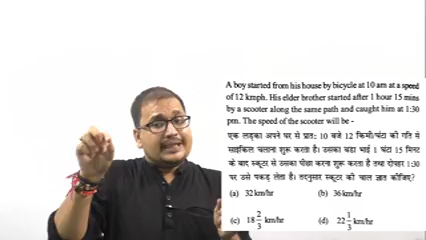 A boy started from his house by bicycle at 10 am at a speed
of 12 kmph. His elder brother started after 1 hour 15 mins
by a scooter along the same path and caught him at 1:30
pm. The speed of the scooter will be -
एक लड़का अपने घर से प्रातः 10 बजे 12 किमी/घंटा की गति से
साइकिल चलाना शुरू करता है। उसका बड़ा भाई 1 घंटा 15 मिनट
के बाद स्कूटर से उसका पीछा करना शुरू करता है तथा दोपहर 1:30
पर उसे पकड़ लेता है। तदनुसार स्कूटर की चाल ज्ञात कीजिए?
(a) 32 km/hr (b) 36 km/hr
(c) 18 2/3 km/hr (d) 22 1/3 km/hr